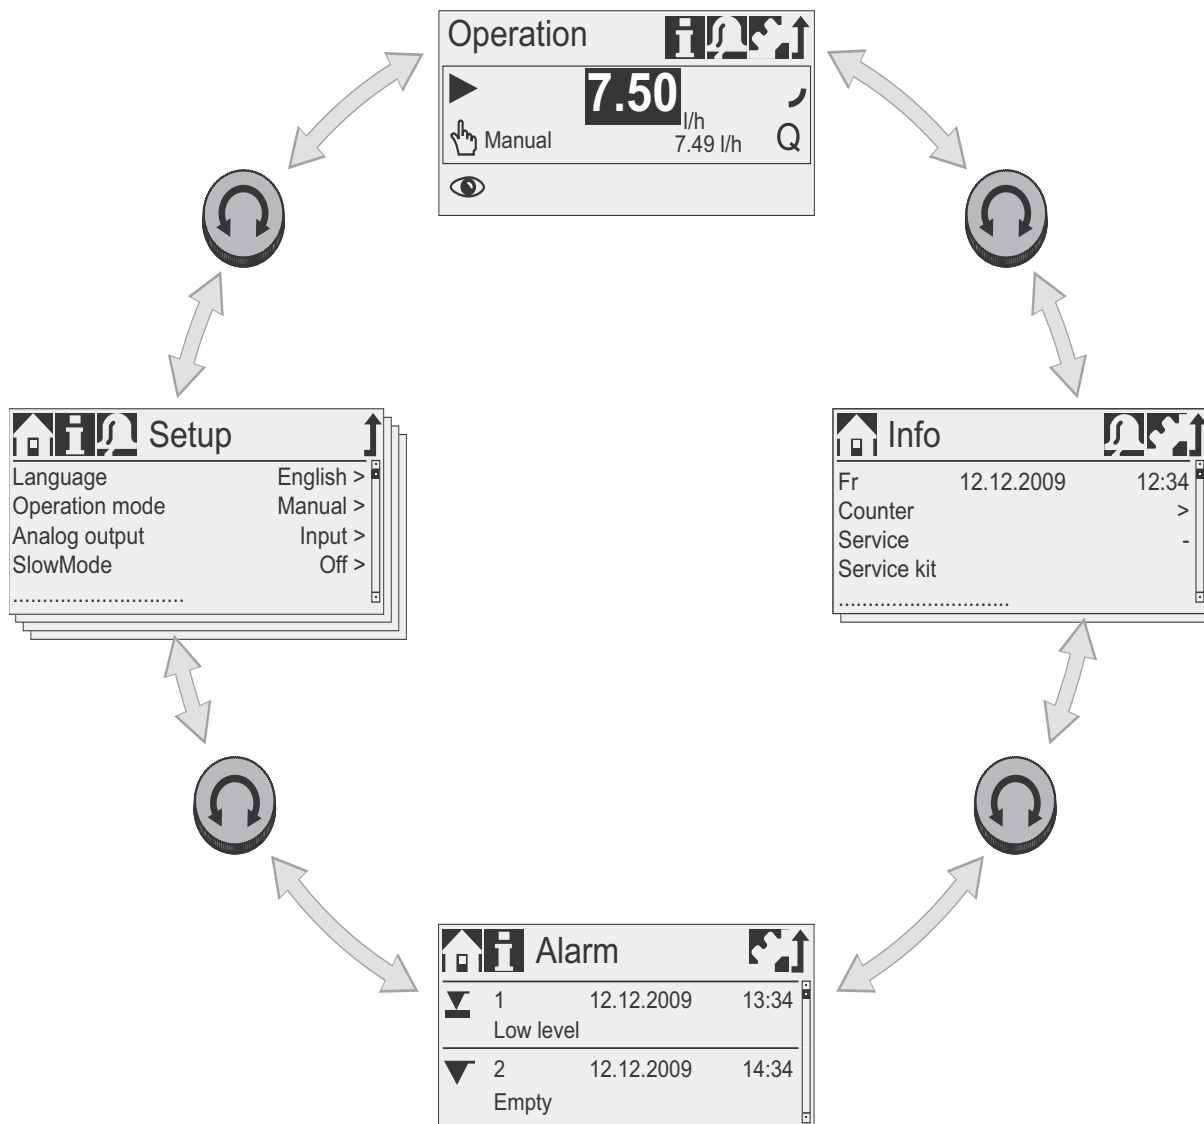 Operation
7.50
l/h
Manual 7.49 l/h Q
Setup
Language English >
Operation mode Manual >
Analog output Input >
SlowMode Off >
.............................
Info
Fr 12.12.2009 12:34
Counter >
Service -
Service kit
.............................
Alarm
1 12.12.2009 13:34
Low level
2 12.12.2009 14:34
Empty